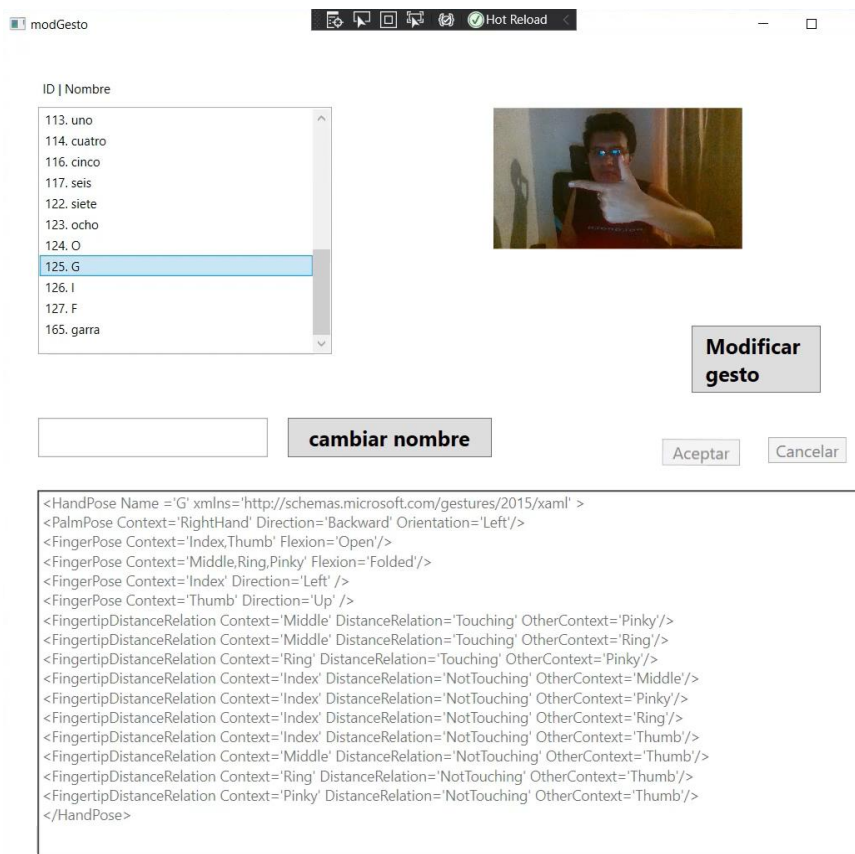 modGesto
Hot Reload
ID | Nombre
113. uno
114. cuatro
116. cinco
117. seis
122. siete
123. ocho
124. O
125. G
126. I
127. F
165. garra
Modificar
gesto
cambiar nombre
Aceptar
Cancelar
<HandPose Name ='G' xmlns='http://schemas.microsoft.com/gestures/2015/xaml' >
<PalmPose Context='RightHand' Direction='Backward' Orientation='Left'/>
<FingerPose Context='Index,Thumb' Flexion='Open'/>
<FingerPose Context='Middle,Ring,Pinky' Flexion='Folded'/>
<FingerPose Context='Index' Direction='Left' />
<FingerPose Context='Thumb' Direction='Up' />
<FingertipDistanceRelation Context='Middle' DistanceRelation='Touching' OtherContext='Pinky'/>
<FingertipDistanceRelation Context='Middle' DistanceRelation='Touching' OtherContext='Ring'/>
<FingertipDistanceRelation Context='Ring' DistanceRelation='Touching' OtherContext='Pinky'/>
<FingertipDistanceRelation Context='Index' DistanceRelation='NotTouching' OtherContext='Middle'/>
<FingertipDistanceRelation Context='Index' DistanceRelation='NotTouching' OtherContext='Pinky'/>
<FingertipDistanceRelation Context='Index' DistanceRelation='NotTouching' OtherContext='Ring'/>
<FingertipDistanceRelation Context='Index' DistanceRelation='NotTouching' OtherContext='Thumb'/>
<FingertipDistanceRelation Context='Middle' DistanceRelation='NotTouching' OtherContext='Thumb'/>
<FingertipDistanceRelation Context='Ring' DistanceRelation='NotTouching' OtherContext='Thumb'/>
<FingertipDistanceRelation Context='Pinky' DistanceRelation='NotTouching' OtherContext='Thumb'/>
</HandPose>